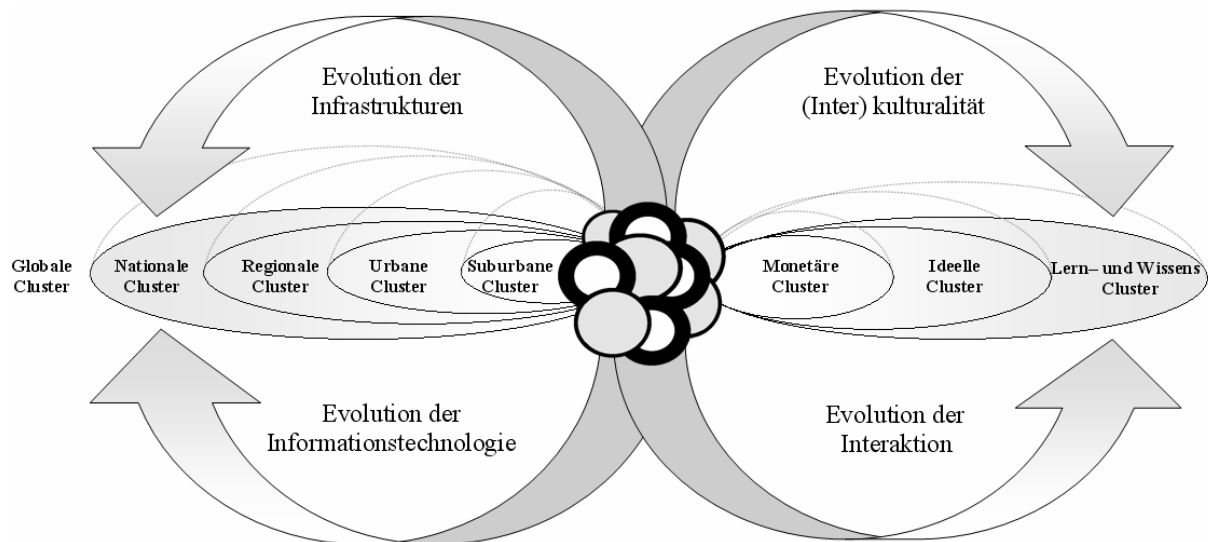 Evolution der
Infrastrukturen
Evolution der
(Inter) kulturalität
Globale
Cluster
Nationale
Cluster
Regionale
Cluster
Urbane
Cluster
Suburbane
Cluster
Monetäre
Cluster
Ideelle
Cluster
Lern– und Wissens
Cluster
Evolution der
Informationstechnologie
Evolution der
Interaktion